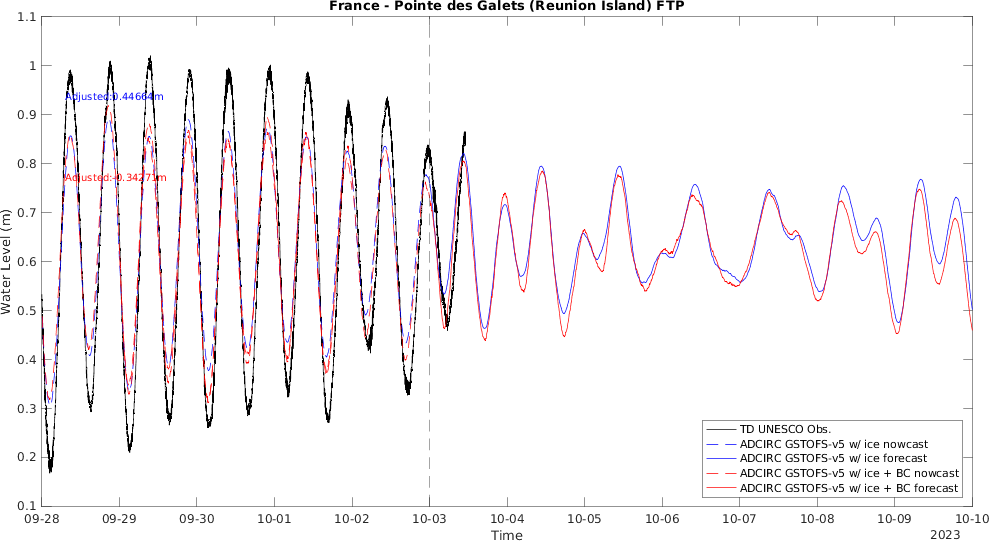 France - Pointe des Galets (Reunion Island) FTP
1.1
1
0.9
0.8
0.7
0.6
0.5
0.4
0.3
0.2
0.1
Water Level (m)
Adjusted:0.44664m
Adjusted:-0.34271m
TD UNESCO Obs.
ADCIRC GSTOFS-v5 w/ ice nowcast
ADCIRC GSTOFS-v5 w/ ice forecast
ADCIRC GSTOFS-v5 w/ ice + BC nowcast
ADCIRC GSTOFS-v5 w/ ice + BC forecast
09-28 09-29 09-30 10-01 10-02 10-03 10-04 10-05 10-06 10-07 10-08 10-09 10-10
Time
2023